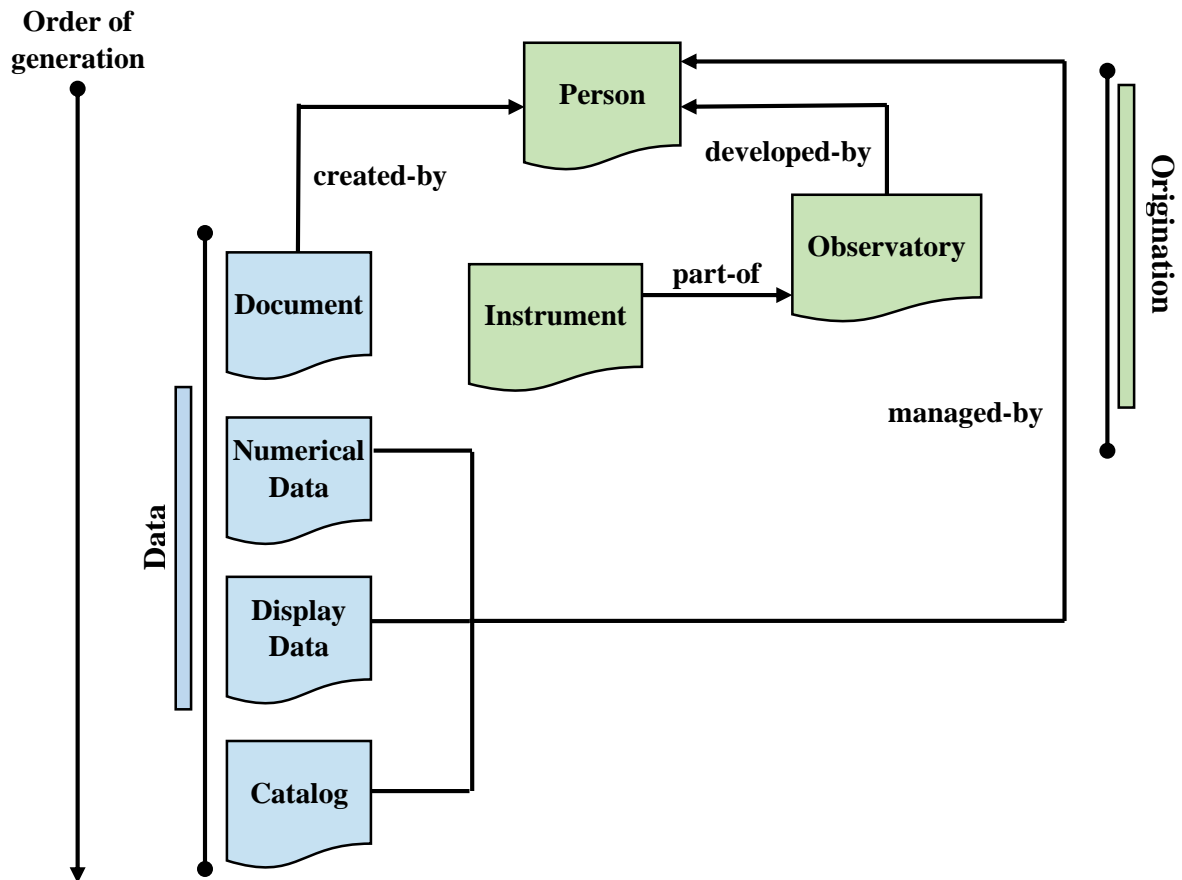 Order of
generation
Person
created-by
developed-by
Origination
Document
Instrument
part-of
Observatory
managed-by
Data
Numerical
Data
Display
Data
Catalog